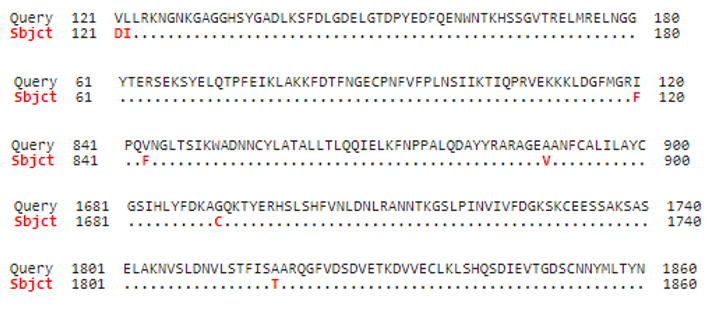 Query 121 VLLRKNGNKGAGGHSYGADLKSFDLGDELGTDPYEDFQENWNTKHSSGVTRELMRELNGG 180
Sbjct 121 DI.......................................................... 180
Query 61 YTERSEKSYELQTPFEIKLAKKFDTFNGECPNFVFPLNSIIKTIQPRVEKKKLDGFMGRI 120
Sbjct 61 ...........................................................F 120
Query 841 PQVNGLTSIKWADNNCYLATALLTLQQIELKFNPPALQDAYYRARAGEAANFCALILAYC 900
Sbjct 841 ..F.............................................V........... 900
Query 1681 GSIHLYFDKAGQKTYERHSLSHFVNLDNLRANNTKGSLPINVIVFDGKSKCEESSAKSAS 1740
Sbjct 1681 ..........C................................................. 1740
Query 1801 ELAKNVSLDNVLSTFISAARQGFVDSDVETKDVVECLKLSHQSDIEVTGDSCNNYMLTYN 1860
Sbjct 1801 .................T.......................................... 1860